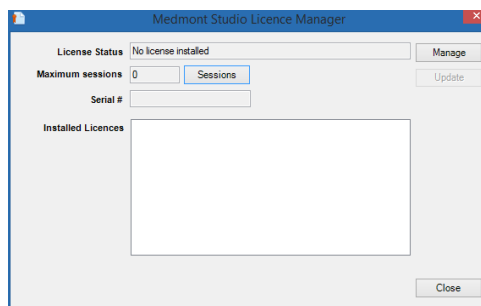 Medmont Studio Licence Manager
License Status No license installed Manage
Maximum sessions 0 Sessions Update
Serial #
Installed Licences
Close